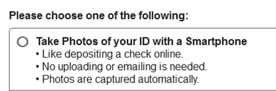 Please choose one of the following:
Take Photos of your ID with a Smartphone
• Like depositing a check online.
• No uploading or emailing is needed.
• Photos are captured automatically.